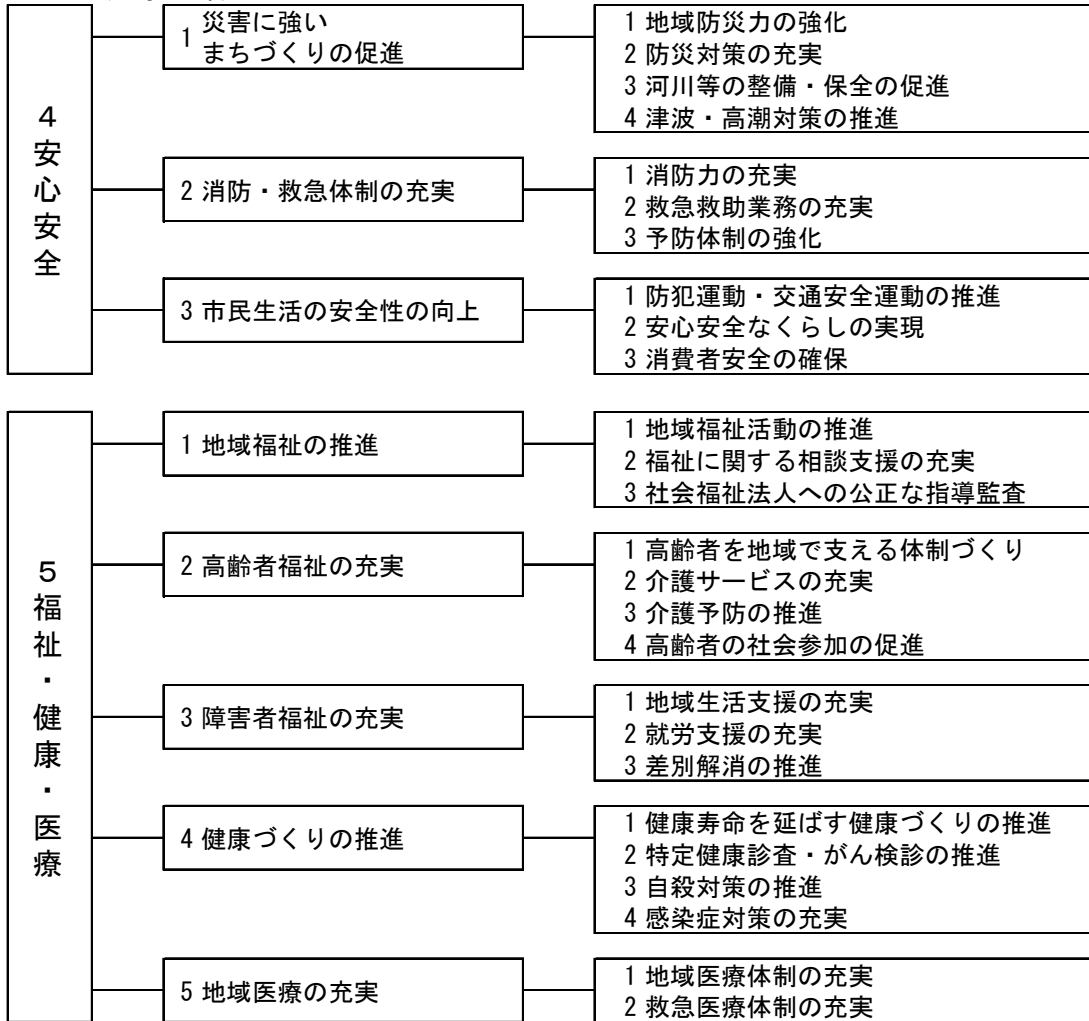 4安心安全
1 災害に強い
まちづくりの促進
1 地域防災力の強化
2 防災対策の充実
3 河川等の整備・保全の促進
4 津波・高潮対策の推進
2 消防・救急体制の充実
1 消防力の充実
2 救急救助業務の充実
3 予防体制の強化
3 市民生活の安全性の向上
1 防犯運動・交通安全運動の推進
2 安心安全なくらしの実現
3 消費者安全の確保
5福祉・健康・医療
1 地域福祉の推進
1 地域福祉活動の推進
2 福祉に関する相談支援の充実
3 社会福祉法人への公正な指導監査
2 高齢者福祉の充実
1 高齢者を地域で支える体制づくり
2 介護サービスの充実
3 介護予防の推進
4 高齢者の社会参加の促進
3 障害者福祉の充実
1 地域生活支援の充実
2 就労支援の充実
3 差別解消の推進
4 健康づくりの推進
1 健康寿命を延ばす健康づくりの推進
2 特定健康診査・がん検診の推進
3 自殺対策の推進
4 感染症対策の充実
5 地域医療の充実
1 地域医療体制の充実
2 救急医療体制の充実